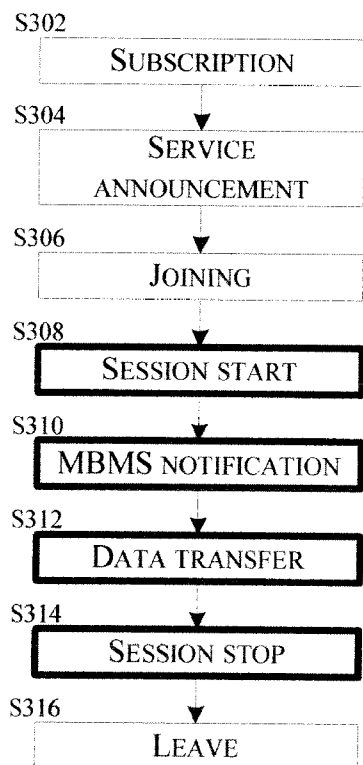 S302
SUBSCRIPTION
S304
SERVICE
ANNOUNCEMENT
S306
JOINING
S308
SESSION START
S310
MBMS NOTIFICATION
S312
DATA TRANSFER
S314
SESSION STOP
S316
LEAVE